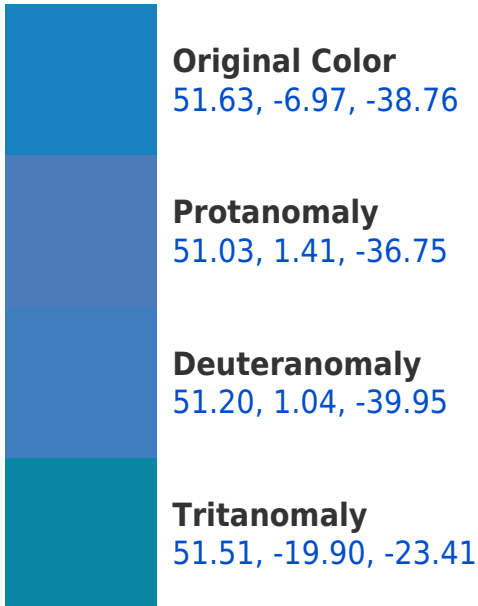 Original Color
51.63, -6.97, -38.76
Protanomaly
51.03, 1.41, -36.75
Deuteranomaly
51.20, 1.04, -39.95
Tritanomaly
51.51, -19.90, -23.41